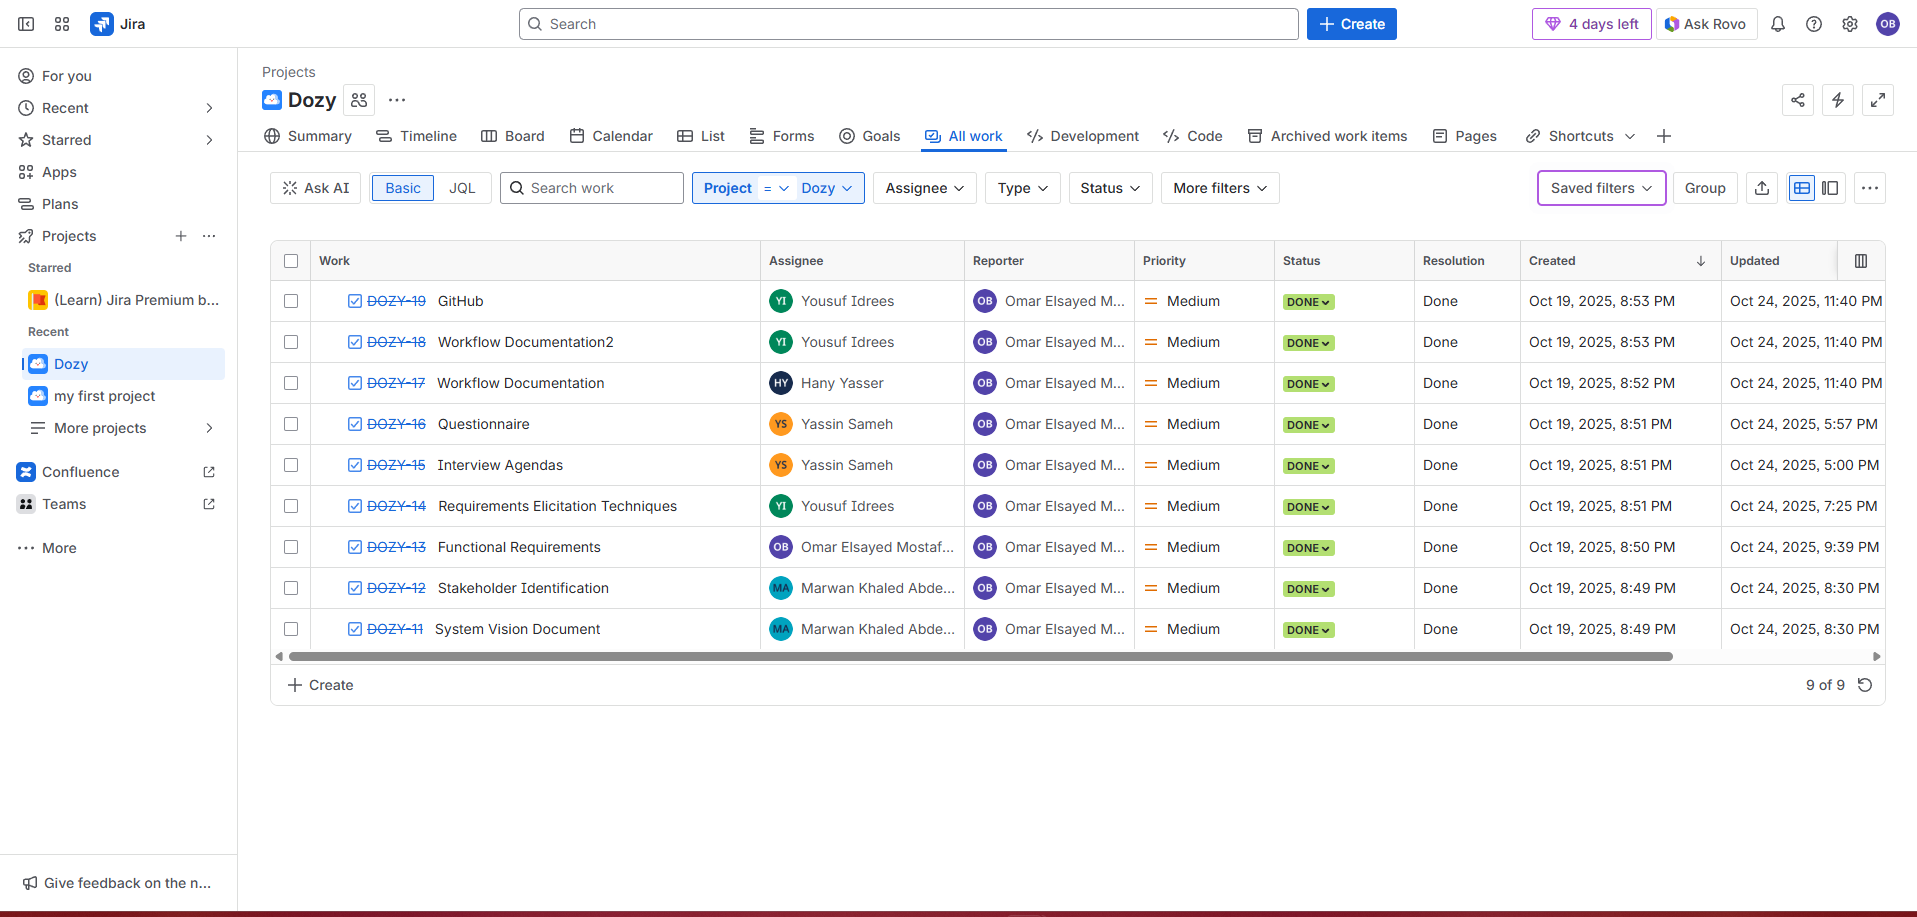 Jira
Search
Create
4 days left
Ask Rovo
OB
For you
Recent
Starred
Apps
Plans
Projects
Starred
(Learn) Jira Premium b...
Recent
Dozy
my first project
More projects
Confluence
Teams
More
Give feedback on the n...
Projects
Dozy
Summary Timeline Board Calendar List Forms Goals All work Development Code Archived work items Pages Shortcuts
Ask AI Basic JQL Search work Project = Dozy Assignee Type Status More filters Saved filters Group
Work Assignee Reporter Priority Status Resolution Created Updated
DOZY-19 GitHub YI Yousuf Idrees OB Omar Elsayed M... Medium DONE Done Oct 19, 2025, 8:53 PM Oct 24, 2025, 11:40 PM
DOZY-18 Workflow Documentation2 YI Yousuf Idrees OB Omar Elsayed M... Medium DONE Done Oct 19, 2025, 8:53 PM Oct 24, 2025, 11:40 PM
DOZY-17 Workflow Documentation HY Hany Yasser OB Omar Elsayed M... Medium DONE Done Oct 19, 2025, 8:52 PM Oct 24, 2025, 11:40 PM
DOZY-16 Questionnaire YS Yassin Sameh OB Omar Elsayed M... Medium DONE Done Oct 19, 2025, 8:51 PM Oct 24, 2025, 5:57 PM
DOZY-15 Interview Agendas YS Yassin Sameh OB Omar Elsayed M... Medium DONE Done Oct 19, 2025, 8:51 PM Oct 24, 2025, 5:00 PM
DOZY-14 Requirements Elicitation Techniques YI Yousuf Idrees OB Omar Elsayed M... Medium DONE Done Oct 19, 2025, 8:51 PM Oct 24, 2025, 7:25 PM
DOZY-13 Functional Requirements OB Omar Elsayed Mostaf... OB Omar Elsayed M... Medium DONE Done Oct 19, 2025, 8:50 PM Oct 24, 2025, 9:39 PM
DOZY-12 Stakeholder Identification MA Marwan Khaled Abde... OB Omar Elsayed M... Medium DONE Done Oct 19, 2025, 8:49 PM Oct 24, 2025, 8:30 PM
DOZY-11 System Vision Document MA Marwan Khaled Abde... OB Omar Elsayed M... Medium DONE Done Oct 19, 2025, 8:49 PM Oct 24, 2025, 8:30 PM
Create
9 of 9